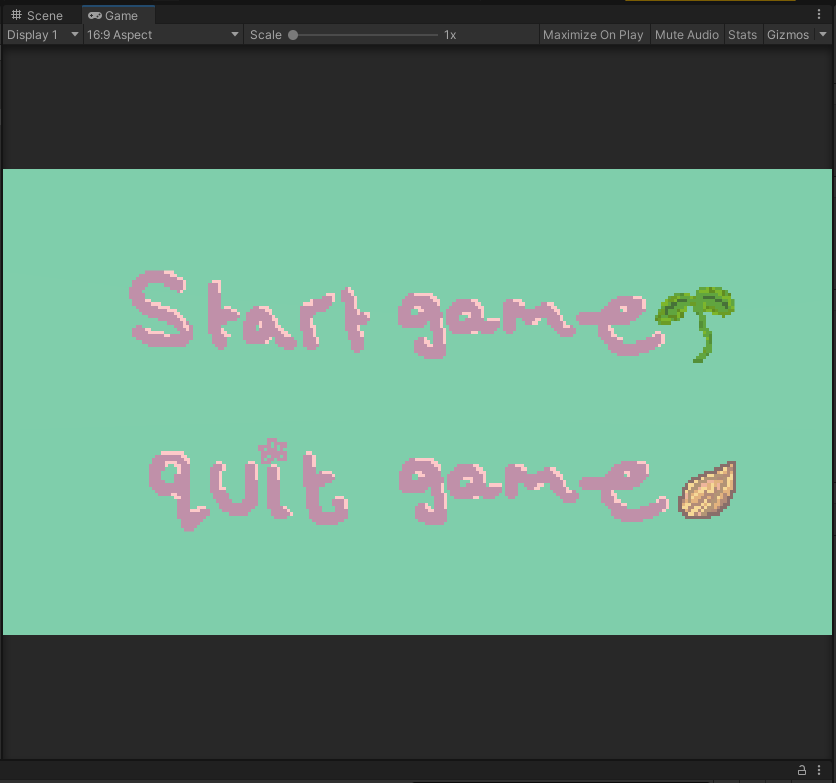 Scene Game
Display 1 16:9 Aspect Scale 1x Maximize On Play Mute Audio Stats Gizmos
Start game
quit game